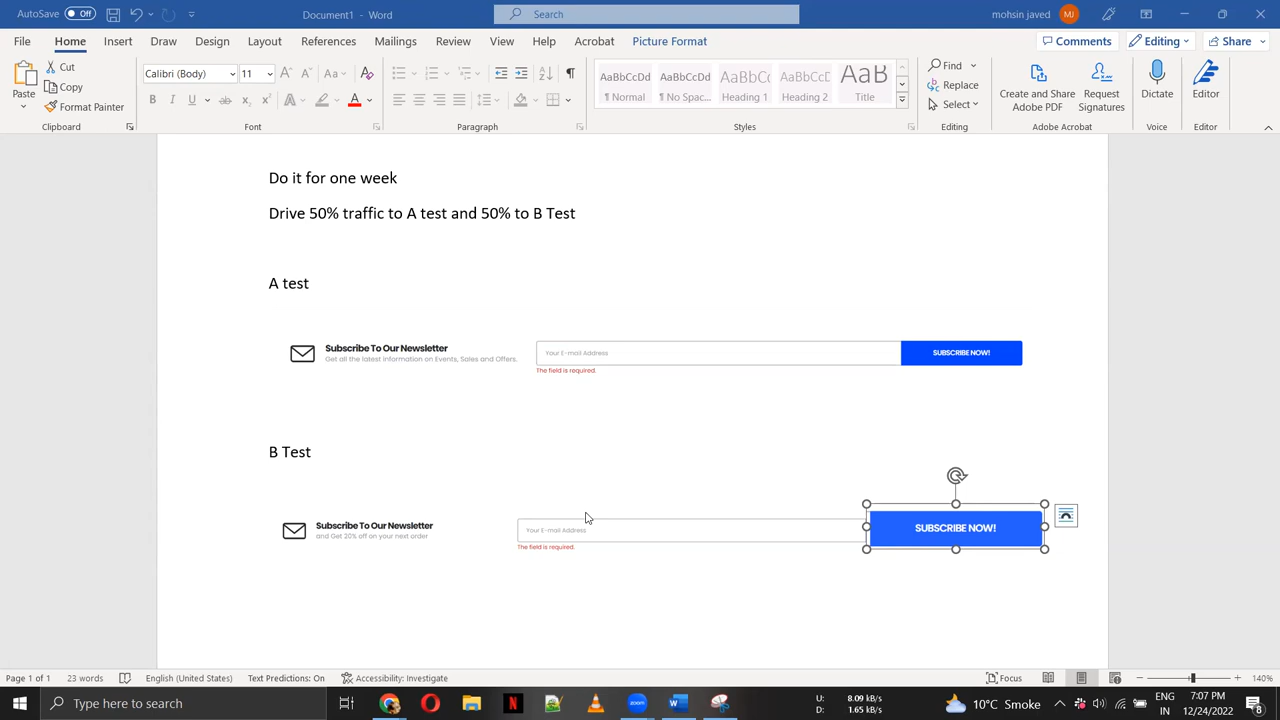 AutoSave Off
Search
mohsin javed MJ
File Home Insert Draw Design Layout References Mailings Review View Help Acrobat Picture Format
Comments Editing Share
Paste Cut
Copy
Format Painter
Calibri (Body) 11
AaBbCcDd AaBbCcDd AaBbCc AaBbCcD AaB
¶ Normal ¶ No Spac... Heading 1 Heading 2 Title
Find
Replace
Select
Create and Share Adobe PDF
Request Signatures
Dictate
Editor
Clipboard Font Paragraph Styles Editing Adobe Acrobat Voice Editor
Do it for one week
Drive 50% traffic to A test and 50% to B Test
A test
Subscribe To Our Newsletter
Get all the latest information on Events, Sales and Offers.
Your E-mail Address
SUBSCRIBE NOW!
The field is required.
B Test
Subscribe To Our Newsletter
and Get 20% off on your next order
Your E-mail Address
SUBSCRIBE NOW!
The field is required.
Page 1 of 1 23 words English (United States) Text Predictions: On Accessibility: Investigate
Focus 140%
Type here to search
zoom
U: 8.09 kB/s
D: 1.65 kB/s
10°C Smoke
ENG
IN
7:07 PM
12/24/2022
8